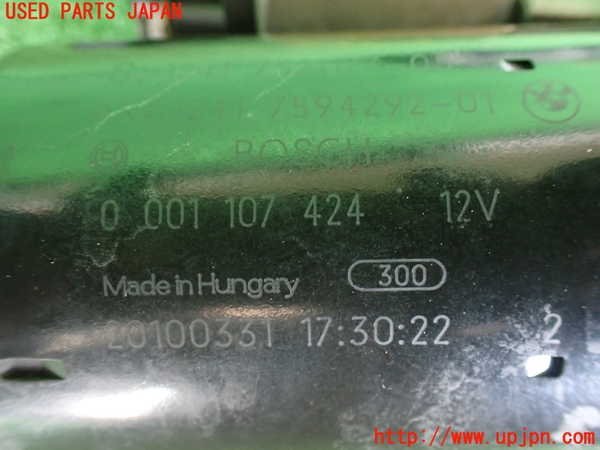 USED PARTS JAPAN
7594292-01
BOSCH
0 001 107 424 12V
Made in Hungary 300
20100331 17:30:22 2
http://www.upjpn.com/